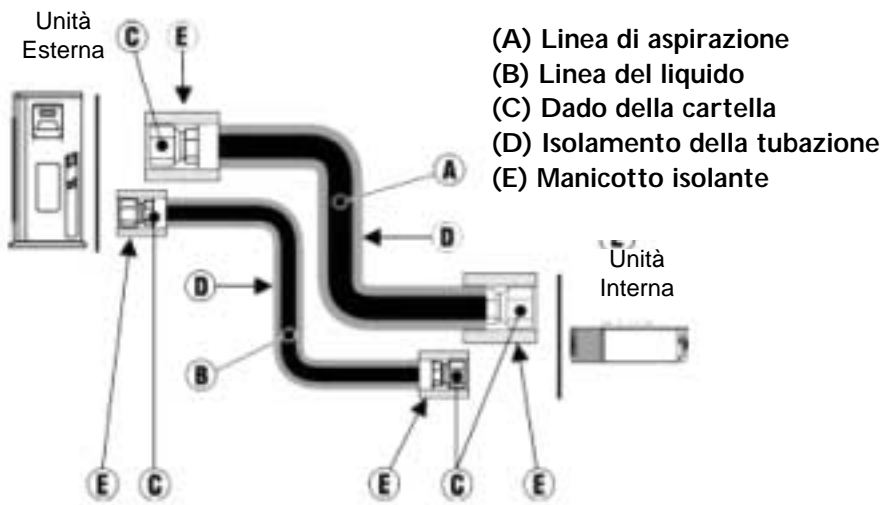 Unità
Esterna
C
E
(A) Linea di aspirazione
(B) Linea del liquido
(C) Dado della cartella
(D) Isolamento della tubazione
(E) Manicotto isolante
A
D
Unità
Interna
D
B
E
C
E
C
E